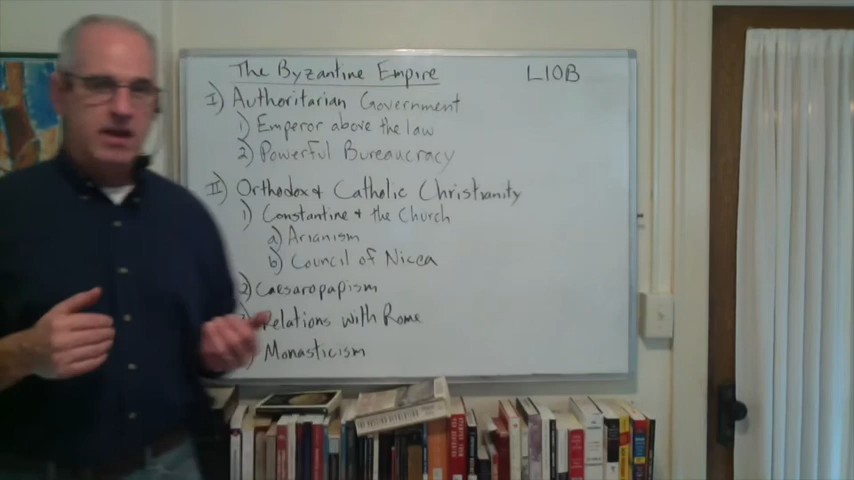 The Byzantine Empire
L10B
I) Authoritarian Government
1) Emperor above the law
2) Powerful Bureaucracy
II) Orthodox & Catholic Christianity
1) Constantine & the Church
a) Arianism
b) Council of Nicea
2) Caesaropapism
Relations with Rome
Monasticism